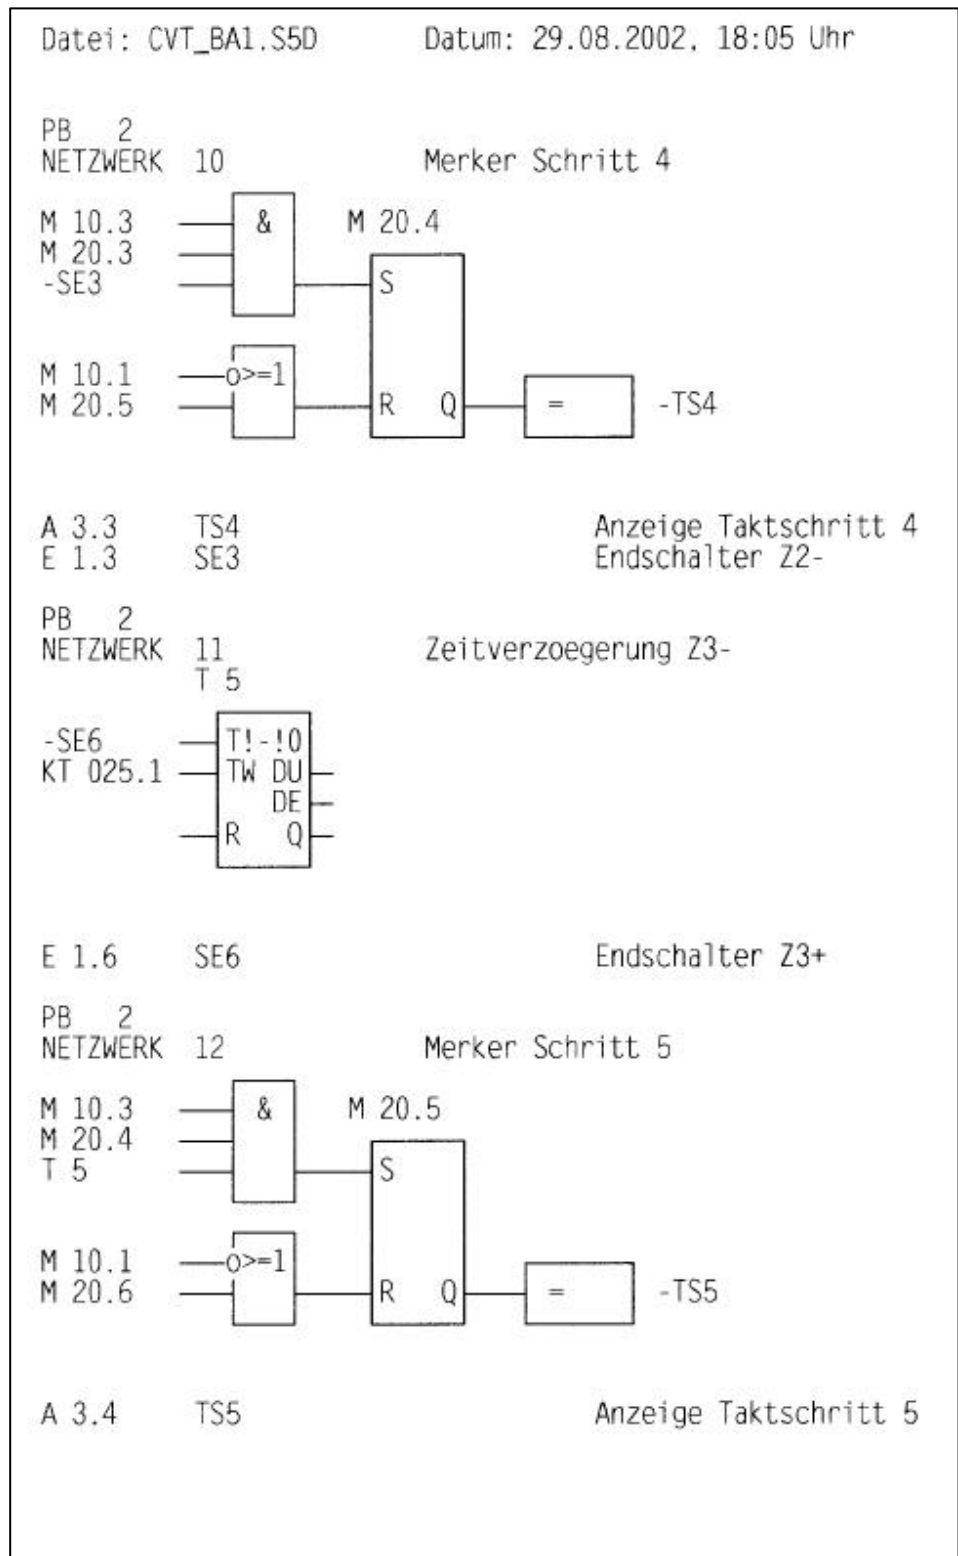 Datei: CVT_BA1.S5D Datum: 29.08.2002, 18:05 Uhr
PB 2
NETZWERK 10 Merker Schritt 4
M 10.3 & M 20.4
M 20.3
-SE3 S
M 10.1 o>=1
M 20.5 R Q = -TS4
A 3.3 TS4 Anzeige Taktschritt 4
E 1.3 SE3 Endschalter Z2-
PB 2
NETZWERK 11 Zeitverzoegerung Z3-
T 5
-SE6 T!-!0
KT 025.1 TW DU
DE
R Q
E 1.6 SE6 Endschalter Z3+
PB 2
NETZWERK 12 Merker Schritt 5
M 10.3 & M 20.5
M 20.4
T 5 S
M 10.1 o>=1
M 20.6 R Q = -TS5
A 3.4 TS5 Anzeige Taktschritt 5